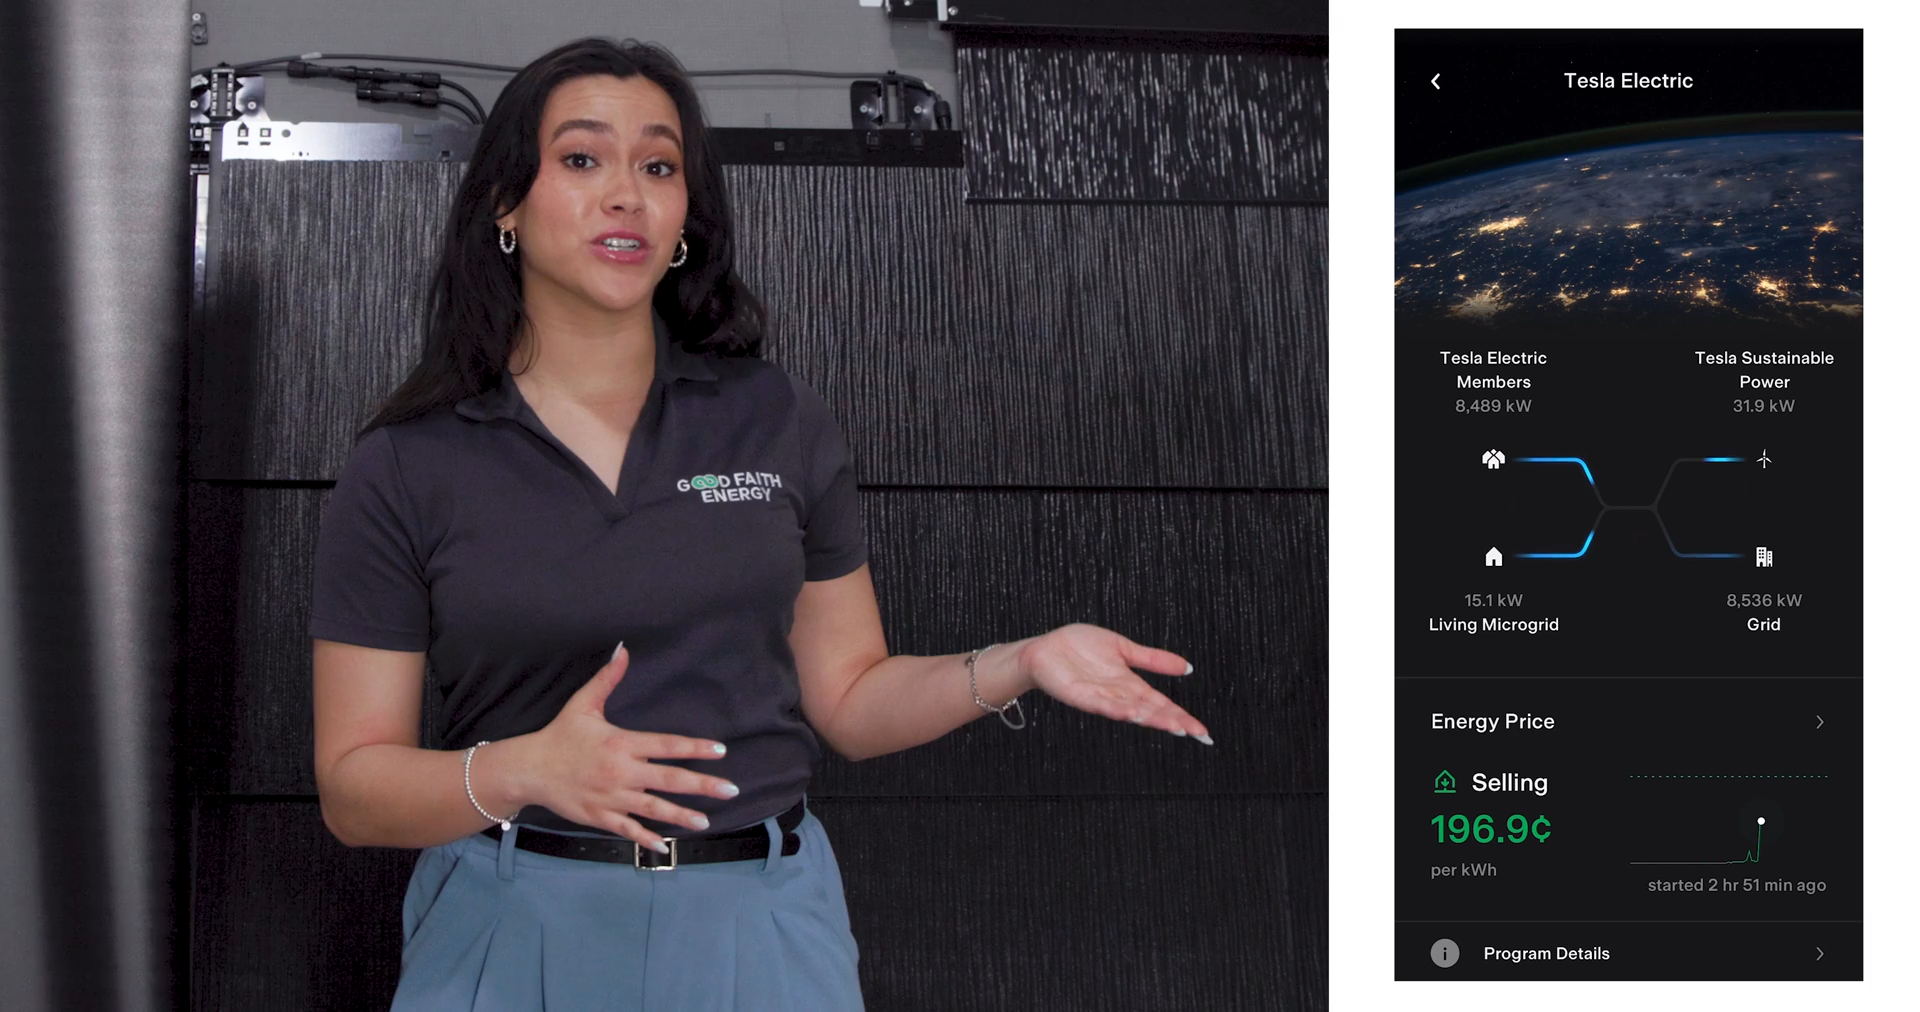 GOOD FAITH
ENERGY
Tesla Electric
Tesla Electric
Members
8,489 kW
Tesla Sustainable
Power
31.9 kW
15.1 kW
Living Microgrid
8,536 kW
Grid
Energy Price
Selling
196.9¢
per kWh
started 2 hr 51 min ago
Program Details